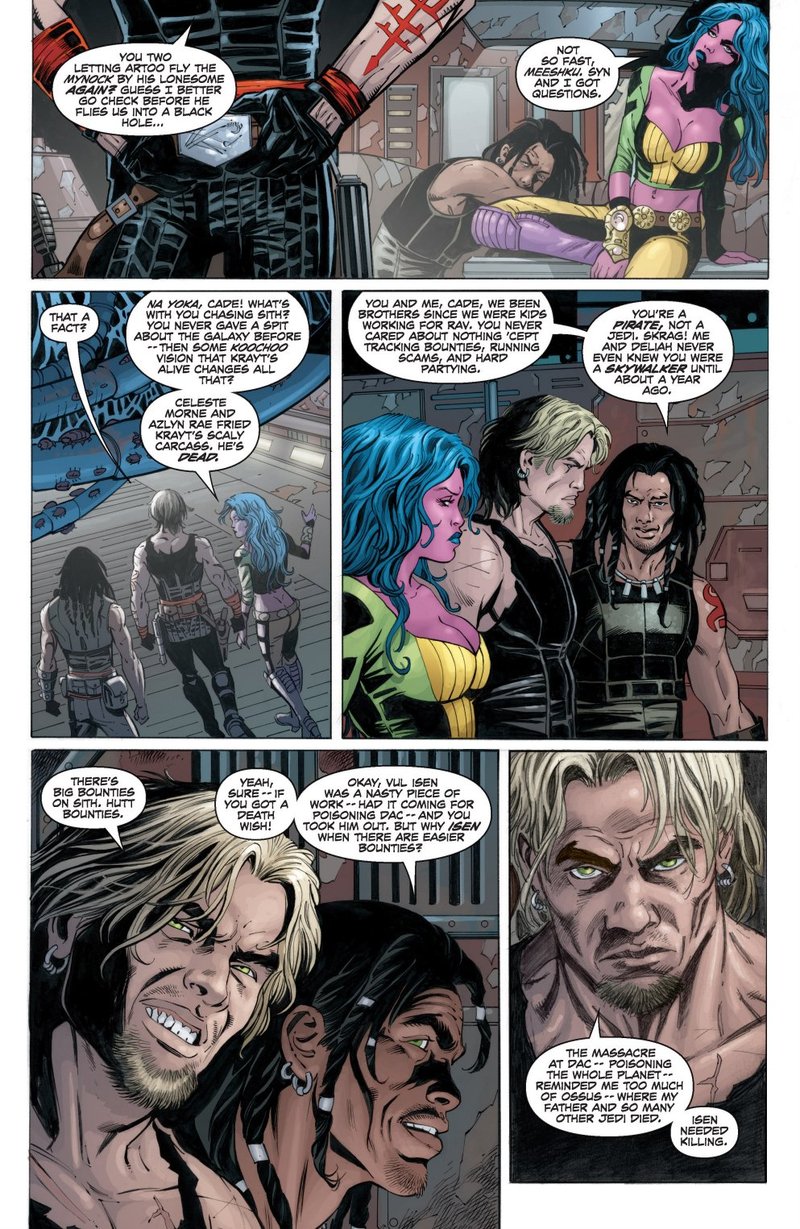 YOU TWO
LETTING ARTOO FLY THE
MYNOCK BY HIS LONESOME
AGAIN? GUESS I BETTER
GO CHECK BEFORE HE
FLIES US INTO A BLACK
HOLE...
NOT
SO FAST,
MEESHKU. SYN
AND I GOT
QUESTIONS.
THAT A
FACT?
NA YOKA, CADE! WHAT'S
WITH YOU CHASING SITH?
YOU NEVER GAVE A SPIT
ABOUT THE GALAXY BEFORE
-- THEN SOME KOOCHOO
VISION THAT KRAYT'S
ALIVE CHANGES ALL
THAT?
CELESTE
MORNE AND
AZLYN RAE FRIED
KRAYT'S SCALY
CARCASS. HE'S
DEAD.
YOU AND ME, CADE, WE BEEN
BROTHERS SINCE WE WERE KIDS
WORKING FOR RAV. YOU NEVER
CARED ABOUT NOTHING 'CEPT
TRACKING BOUNTIES, RUNNING
SCAMS, AND HARD
PARTYING.
YOU'RE A
PIRATE, NOT A
JEDI. SKRAG! ME
AND DELIAH NEVER
EVEN KNEW YOU WERE
A SKYWALKER UNTIL
ABOUT A YEAR
AGO.
THERE'S
BIG BOUNTIES
ON SITH. HUTT
BOUNTIES.
YEAH,
SURE -- IF
YOU GOT A
DEATH
WISH!
OKAY, VUL ISEN
WAS A NASTY PIECE OF
WORK -- HAD IT COMING FOR
POISONING DAC -- AND YOU
TOOK HIM OUT. BUT WHY ISEN
WHEN THERE ARE EASIER
BOUNTIES?
THE MASSACRE
AT DAC -- POISONING
THE WHOLE PLANET --
REMINDED ME TOO MUCH
OF OSSUS -- WHERE MY
FATHER AND SO MANY
OTHER JEDI DIED.
ISEN
NEEDED
KILLING.